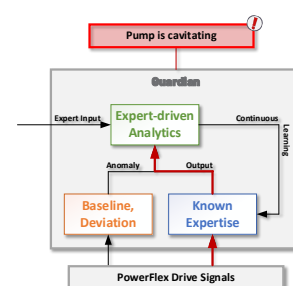 !
Pump is cavitating
Guardian
Expert Input
Expert-driven
Analytics
Continuous
Learning
Anomaly
Output
Baseline,
Deviation
Known
Expertise
PowerFlex Drive Signals